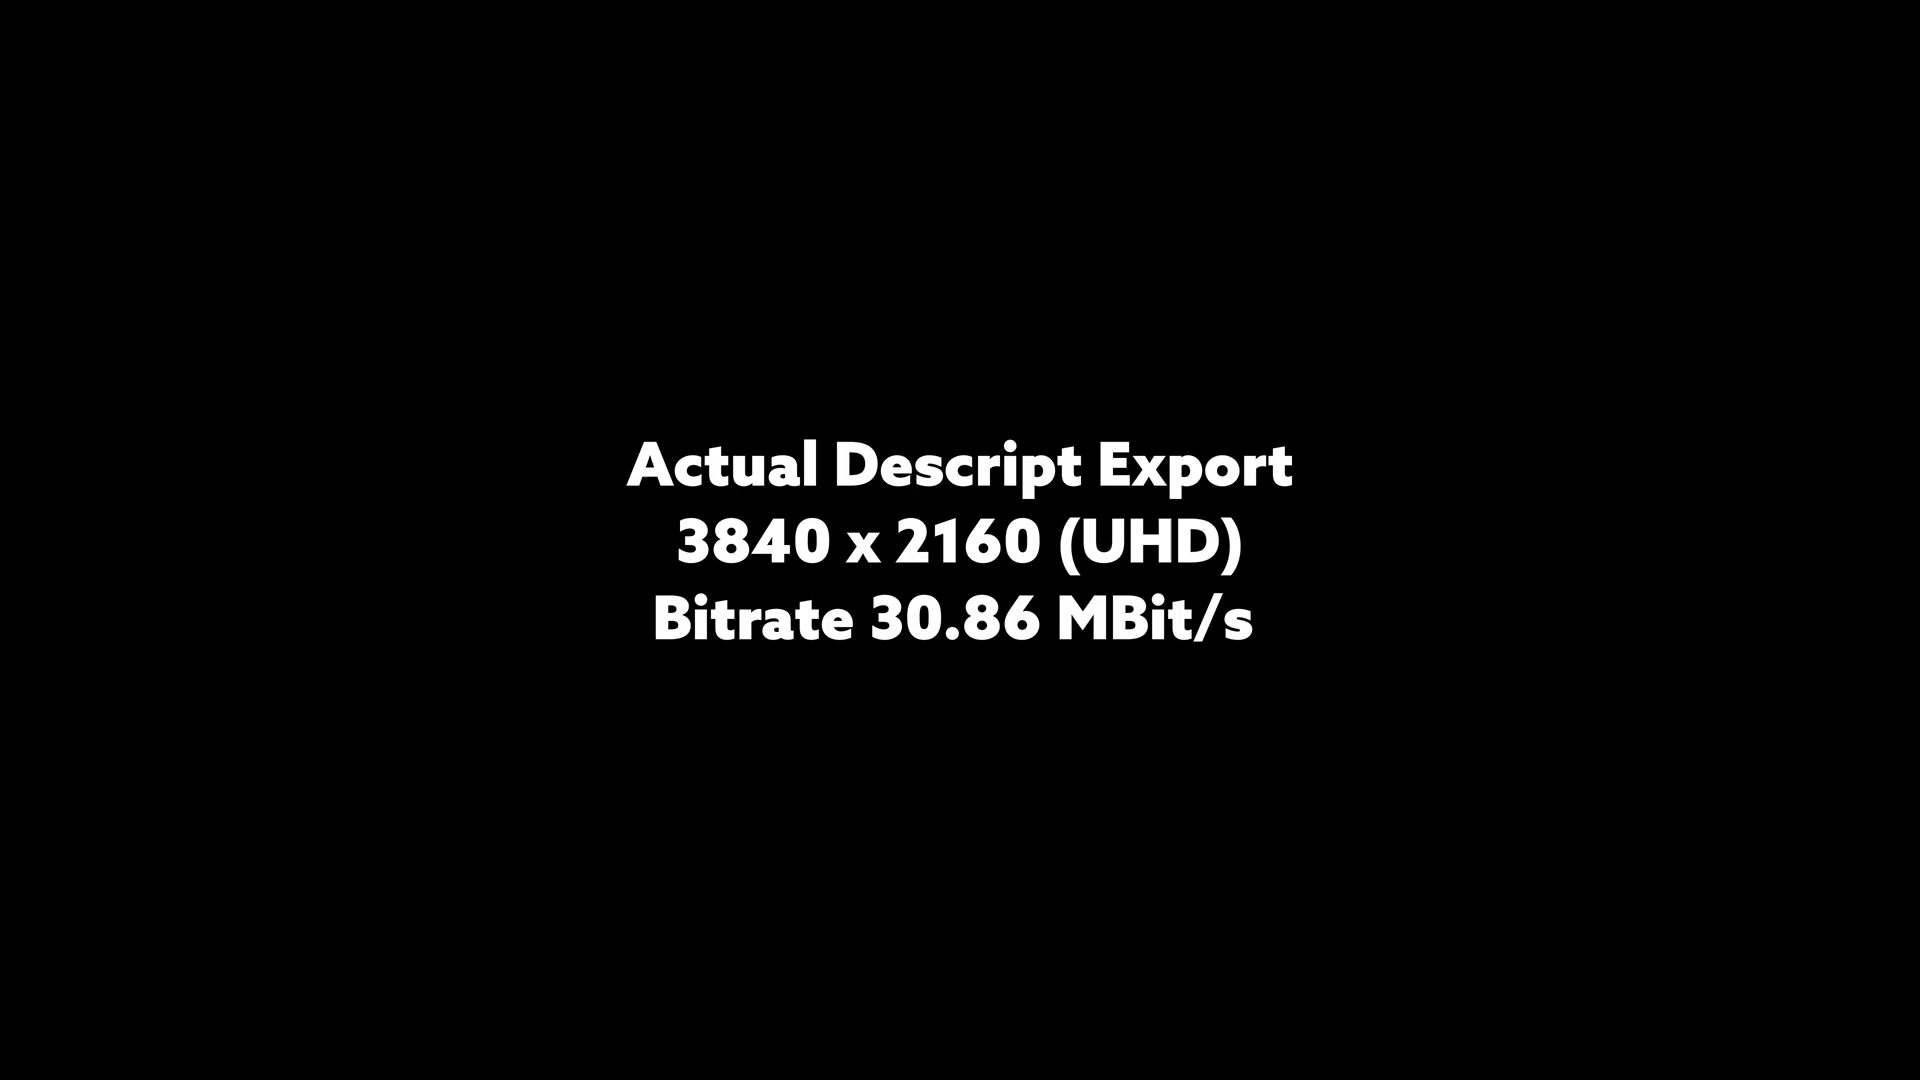 Actual Descript Export
3840 x 2160 (UHD)
Bitrate 30.86 MBit/s